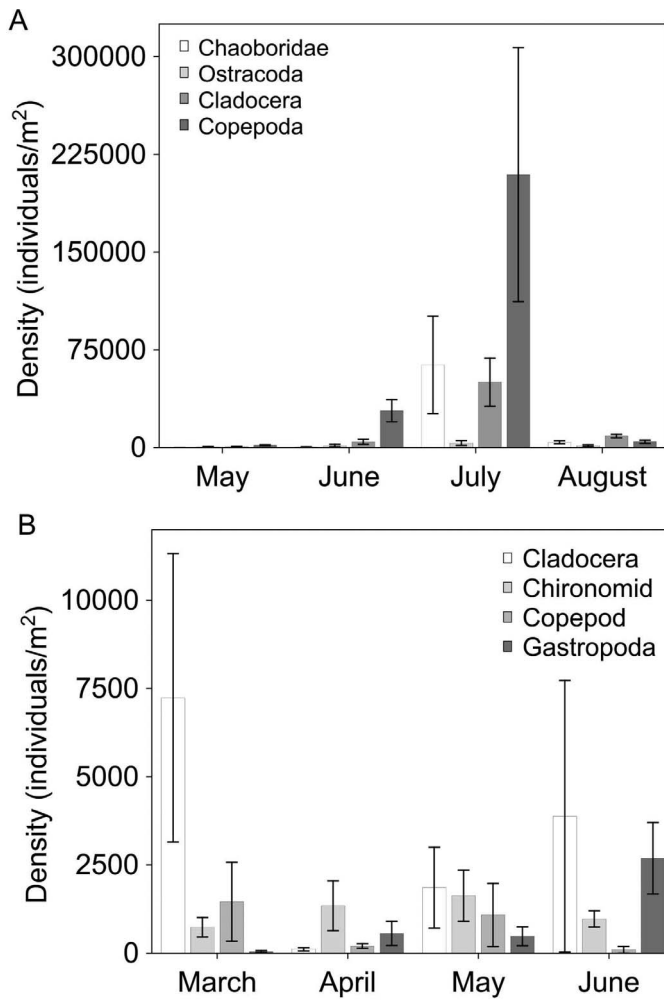 A
Chaoboridae
Ostracoda
Cladocera
Copepoda
Density (individuals/m²)
300000
225000
150000
75000
0
May June July August
B
Cladocera
Chironomid
Copepod
Gastropoda
Density (individuals/m²)
10000
7500
5000
2500
0
March April May June